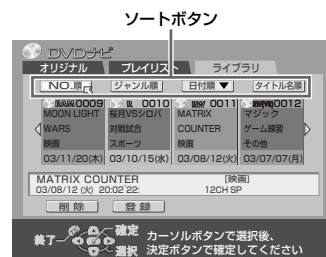 ソートボタン
DVDナビ
オリジナル プレイリスト ライブラリ
NO.順 ジャンル順 日付順▼ タイトル名順
0009 R 0010 0011 0012
MOON LIGHT 桜月VSシロバ MATRIX マジック
WARS 対戦試合 COUNTER ゲーム練習
映画 スポーツ 映画 その他
03/11/20(木) 03/10/15(水) 03/08/12(火) 03/07/07(月)
MATRIX COUNTER [映画]
03/08/12 (火) 20:02~22: 12CH SP
削 除 登 録
終了 確定 カーソルボタンで選択後、
選択 決定ボタンで確定してください